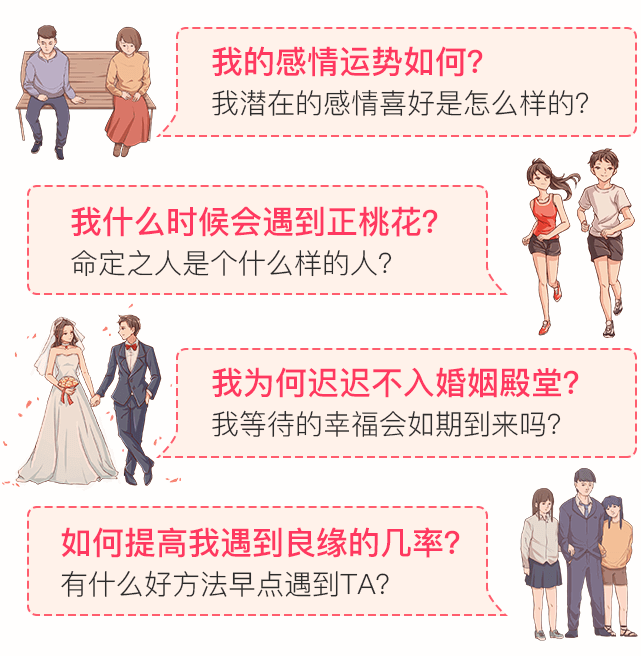 我的感情运势如何?
我潜在的感情喜好是怎么样的?
我什么时候会遇到正桃花?
命定之人是个什么样的人?
我为何迟迟不入婚姻殿堂?
我等待的幸福会如期到来吗?
如何提高我遇到良缘的几率?
有什么好方法早点遇到TA?